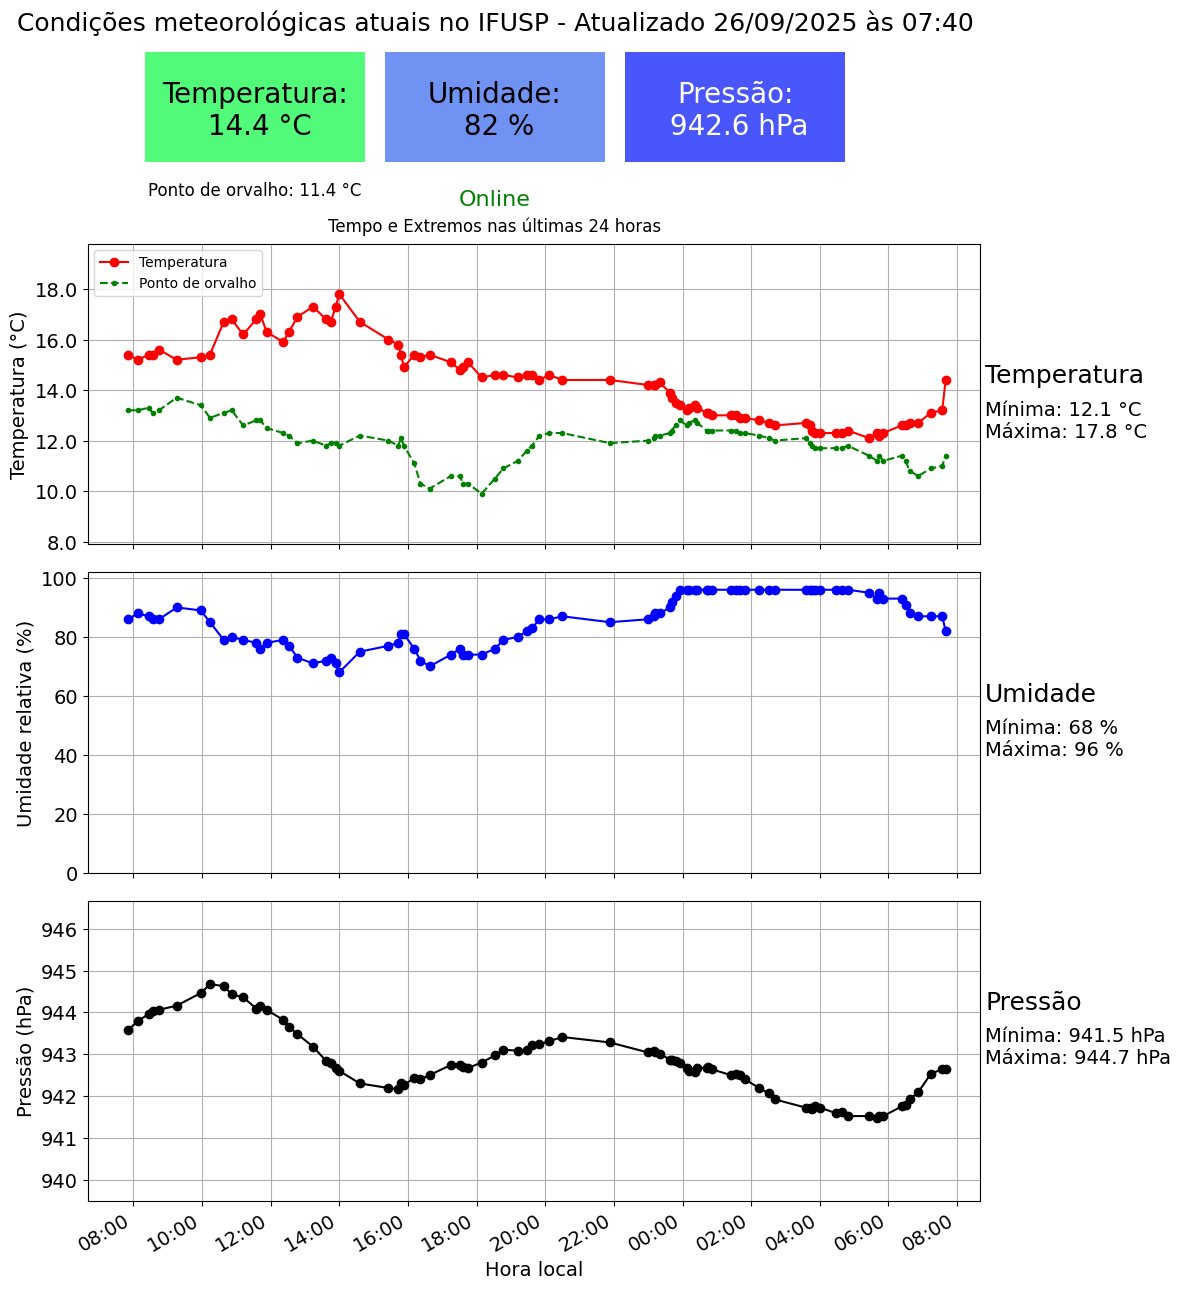 Condições meteorológicas atuais no IFUSP - Atualizado 26/09/2025 às 07:40
Temperatura:
14.4 °C
Umidade:
82 %
Pressão:
942.6 hPa
Ponto de orvalho: 11.4 °C
Online
Tempo e Extremos nas últimas 24 horas
Temperatura
Ponto de orvalho
Temperatura (°C)
18.0
16.0
14.0
12.0
10.0
8.0
Temperatura
Mínima: 12.1 °C
Máxima: 17.8 °C
Umidade relativa (%)
100
80
60
40
20
0
Umidade
Mínima: 68 %
Máxima: 96 %
Pressão (hPa)
946
945
944
943
942
941
940
Pressão
Mínima: 941.5 hPa
Máxima: 944.7 hPa
08:00
10:00
12:00
14:00
16:00
18:00
20:00
22:00
00:00
02:00
04:00
06:00
08:00
Hora local